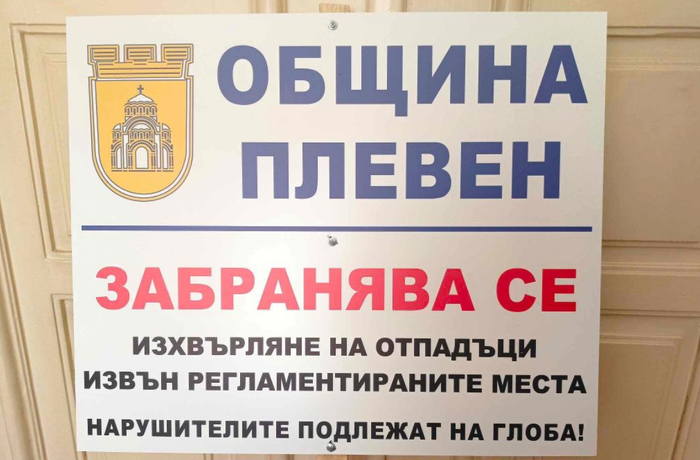 ОБЩИНА
ПЛЕВЕН
ЗАБРАНЯВА СЕ
ИЗХВЪРЛЯНЕ НА ОТПАДЪЦИ
ИЗВЪН РЕГЛАМЕНТИРАНИТЕ МЕСТА
НАРУШИТЕЛИТЕ ПОДЛЕЖАТ НА ГЛОБА!